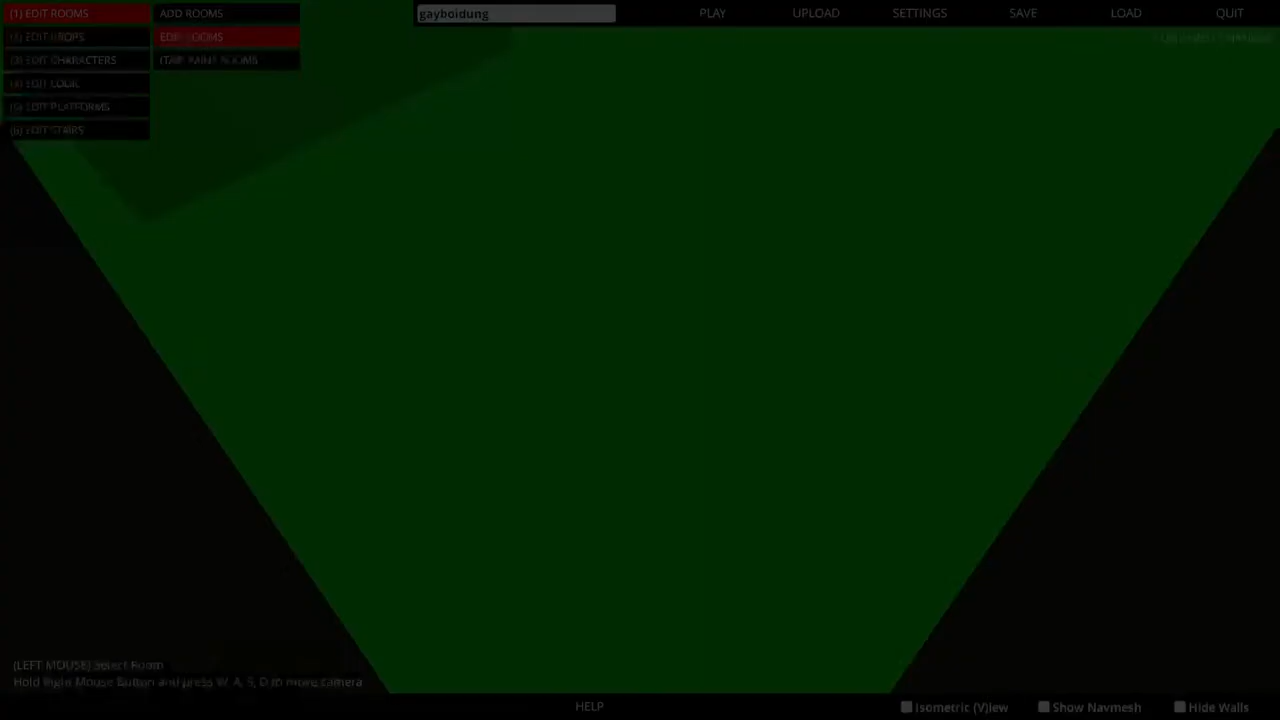 (1) EDIT ROOMS
ADD ROOMS
gayboidung
PLAY
UPLOAD
SETTINGS
SAVE
LOAD
QUIT
EDIT PROPS
EDIT ROOMS
(3) EDIT CHARACTERS
(TAB) PAINT ROOMS
EDIT LOGIC
(5) EDIT PLATFORMS
(6) EDIT STAIRS
(LEFT MOUSE) Select Room
Hold Right Mouse Button and press W, A, S, D to move camera
HELP
Isometric (V)iew
Show Navmesh
Hide Walls